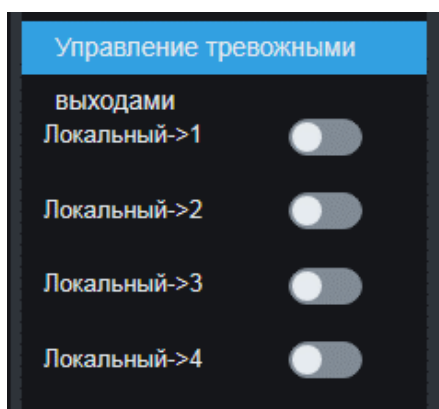 Управление тревожными
выходами
Локальный->1
Локальный->2
Локальный->3
Локальный->4